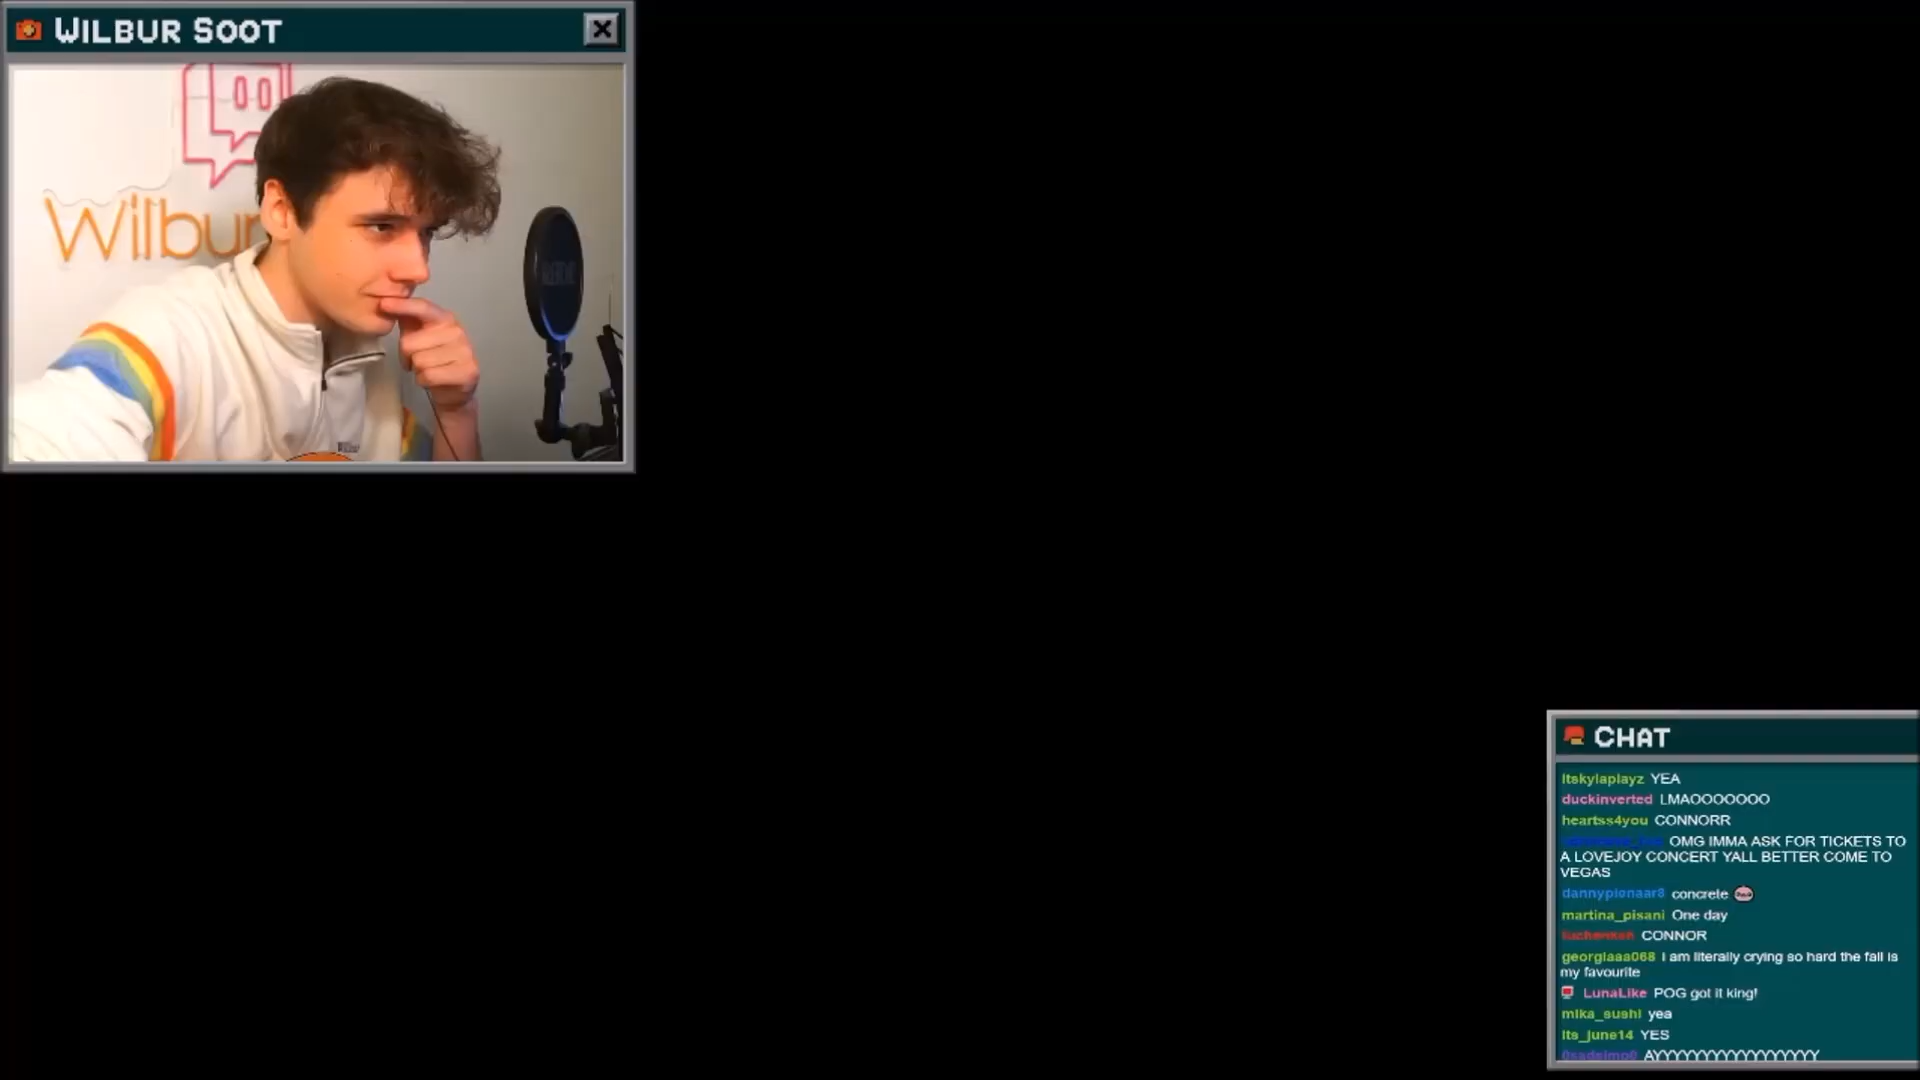 WILBUR SOOT
Wilbur
CHAT
itskylaplayz YEA
duckinverted LMAOOOOOOO
heartss4you CONNORR
OMG IMMA ASK FOR TICKETS TO
A LOVEJOY CONCERT YALL BETTER COME TO
VEGAS
dannypienaar8 concrete
martina_pisani One day
CONNOR
georgiaaa068 i am literally crying so hard the fall is
my favourite
LunaLike POG got it king!
mika_sushi yea
its_june14 YES
AYYYYYYYYYYYYYYYYY